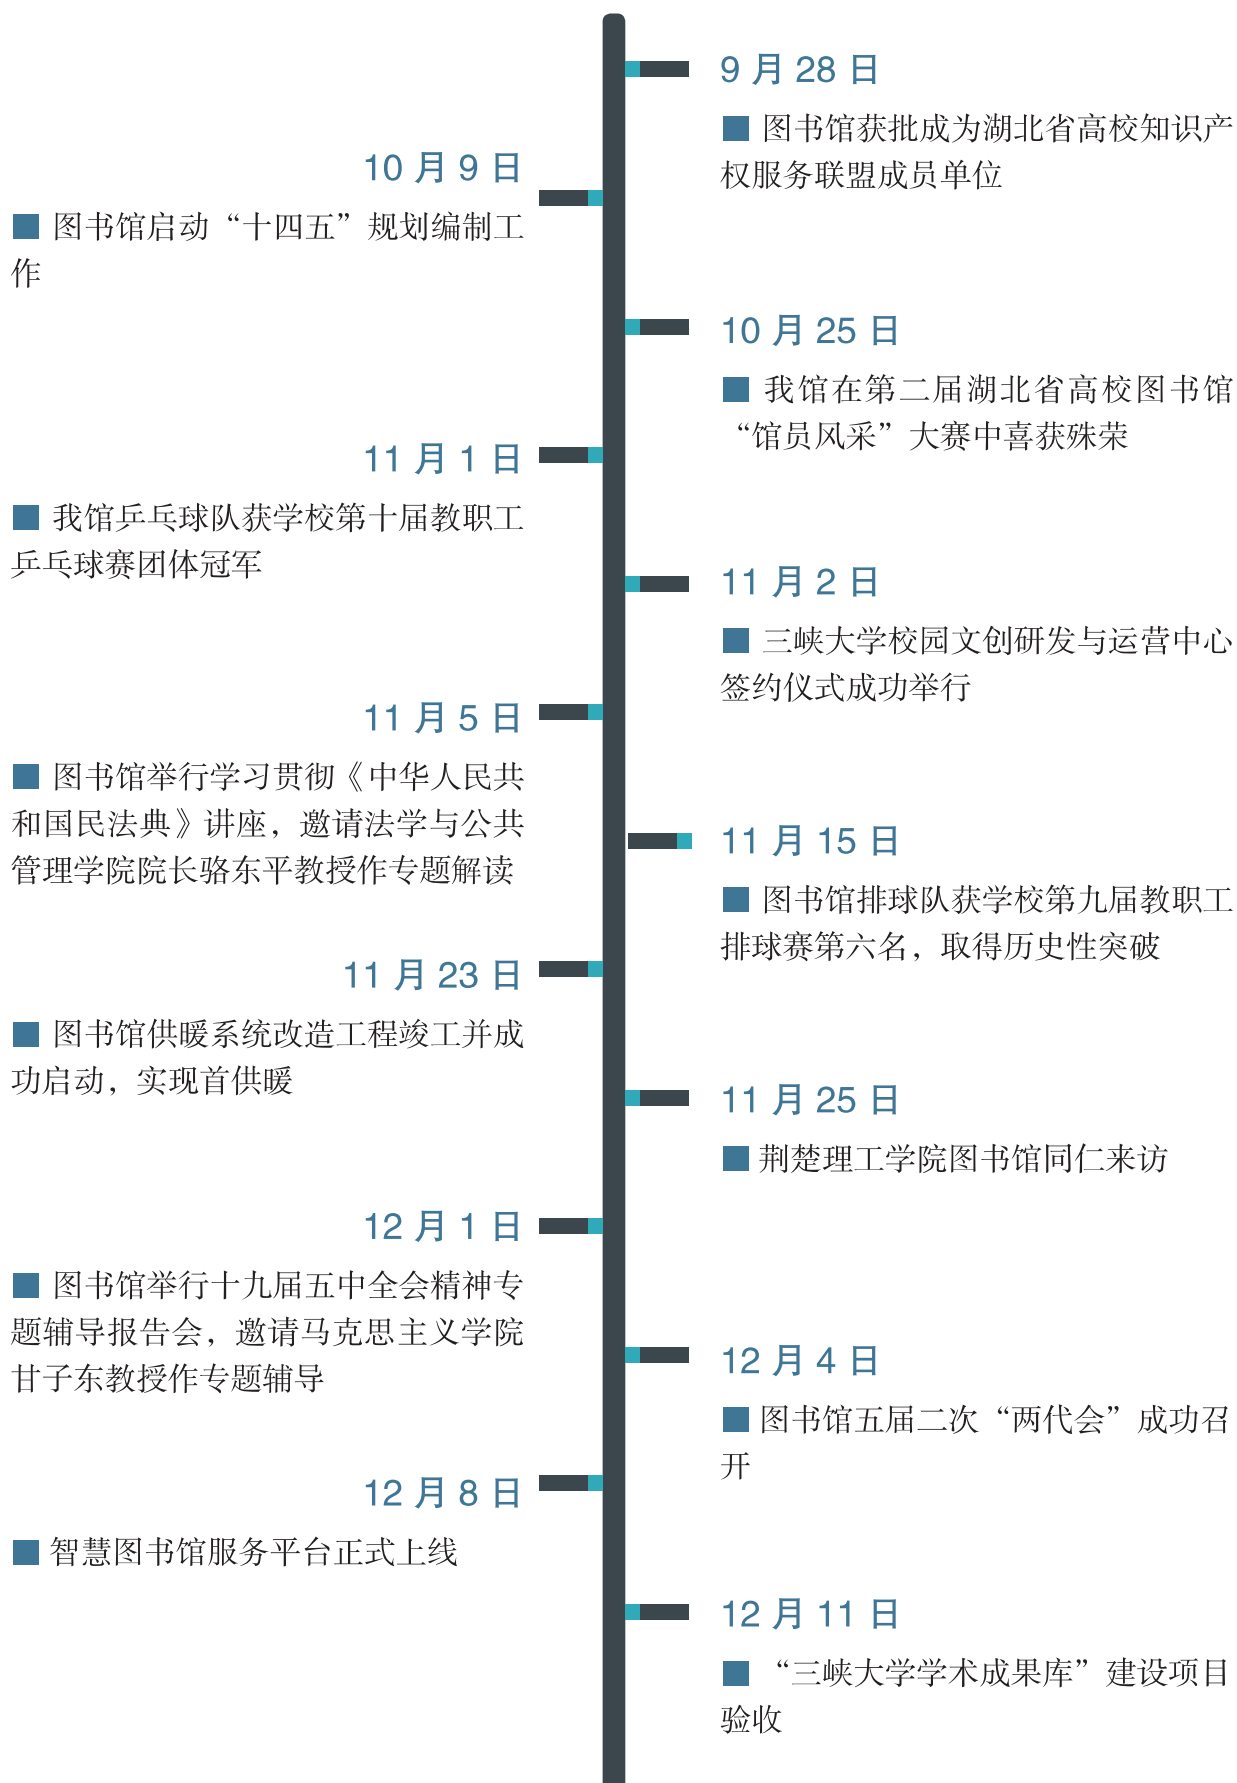 9 月 28 日
■ 图书馆获批成为湖北省高校知识产
权服务联盟成员单位
10 月 9 日
■ 图书馆启动“十四五”规划编制工
作
10 月 25 日
■ 我馆在第二届湖北省高校图书馆
“馆员风采”大赛中喜获殊荣
11 月 1 日
■ 我馆乒乓球队获学校第十届教职工
乒乓球赛团体冠军
11 月 2 日
■ 三峡大学校园文创研发与运营中心
签约仪式成功举行
11 月 5 日
■ 图书馆举行学习贯彻《中华人民共
和国民法典》讲座，邀请法学与公共
管理学院院长骆东平教授作专题解读
11 月 15 日
■ 图书馆排球队获学校第九届教职工
排球赛第六名，取得历史性突破
11 月 23 日
■ 图书馆供暖系统改造工程竣工并成
功启动，实现首供暖
11 月 25 日
■ 荆楚理工学院图书馆同仁来访
12 月 1 日
■ 图书馆举行十九届五中全会精神专
题辅导报告会，邀请马克思主义学院
甘子东教授作专题辅导
12 月 4 日
■ 图书馆五届二次“两代会”成功召
开
12 月 8 日
■ 智慧图书馆服务平台正式上线
12 月 11 日
■ “三峡大学学术成果库”建设项目
验收